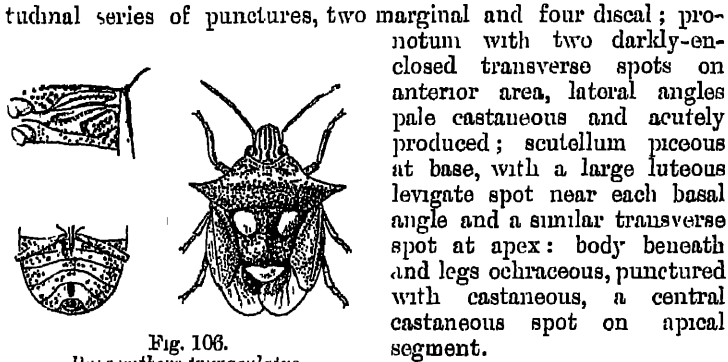 tudinal series of punctures, two marginal and four discal; pro-
notum with two darkly-en-
closed transverse spots on
anterior area, lateral angles
pale castaneous and acutely
produced; scutellum piceous
at base, with a large luteous
levigate spot near each basal
angle and a similar transverse
spot at apex: body beneath
and legs ochraceous, punctured
with castaneous, a central
castaneous spot on apical
segment.
Fig. 106.